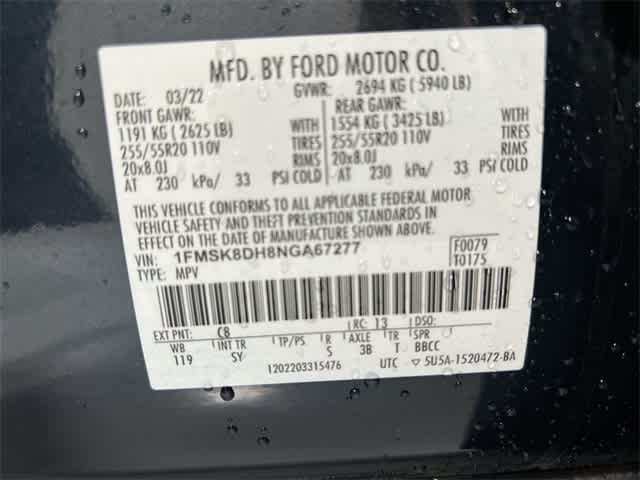 MFD. BY FORD MOTOR CO.
DATE: 03/22 GVWR: 2694 KG ( 5940 LB)
FRONT GAWR: REAR GAWR:
1191 KG ( 2625 LB) WITH 1554 KG ( 3425 LB) WITH
255/55R20 110V TIRES 255/55R20 110V TIRES
20x8.0J RIMS 20x8.0J RIMS
AT 230 kPa/ 33 PSI COLD AT 230 kPa/ 33 PSI COLD
THIS VEHICLE CONFORMS TO ALL APPLICABLE FEDERAL MOTOR
VEHICLE SAFETY AND THEFT PREVENTION STANDARDS IN
EFFECT ON THE DATE OF MANUFACTURE SHOWN ABOVE.
VIN: 1FMSK8DH8NGA67277 F0079
TYPE: MPV T0175
EXT PNT: C8 RC: 13 DSO:
WB INT TR TP/PS R AXLE TR SPR
119 SY S 3B T BBCC
1202203315476 UTC ▽ 5U5A-1520472-BA